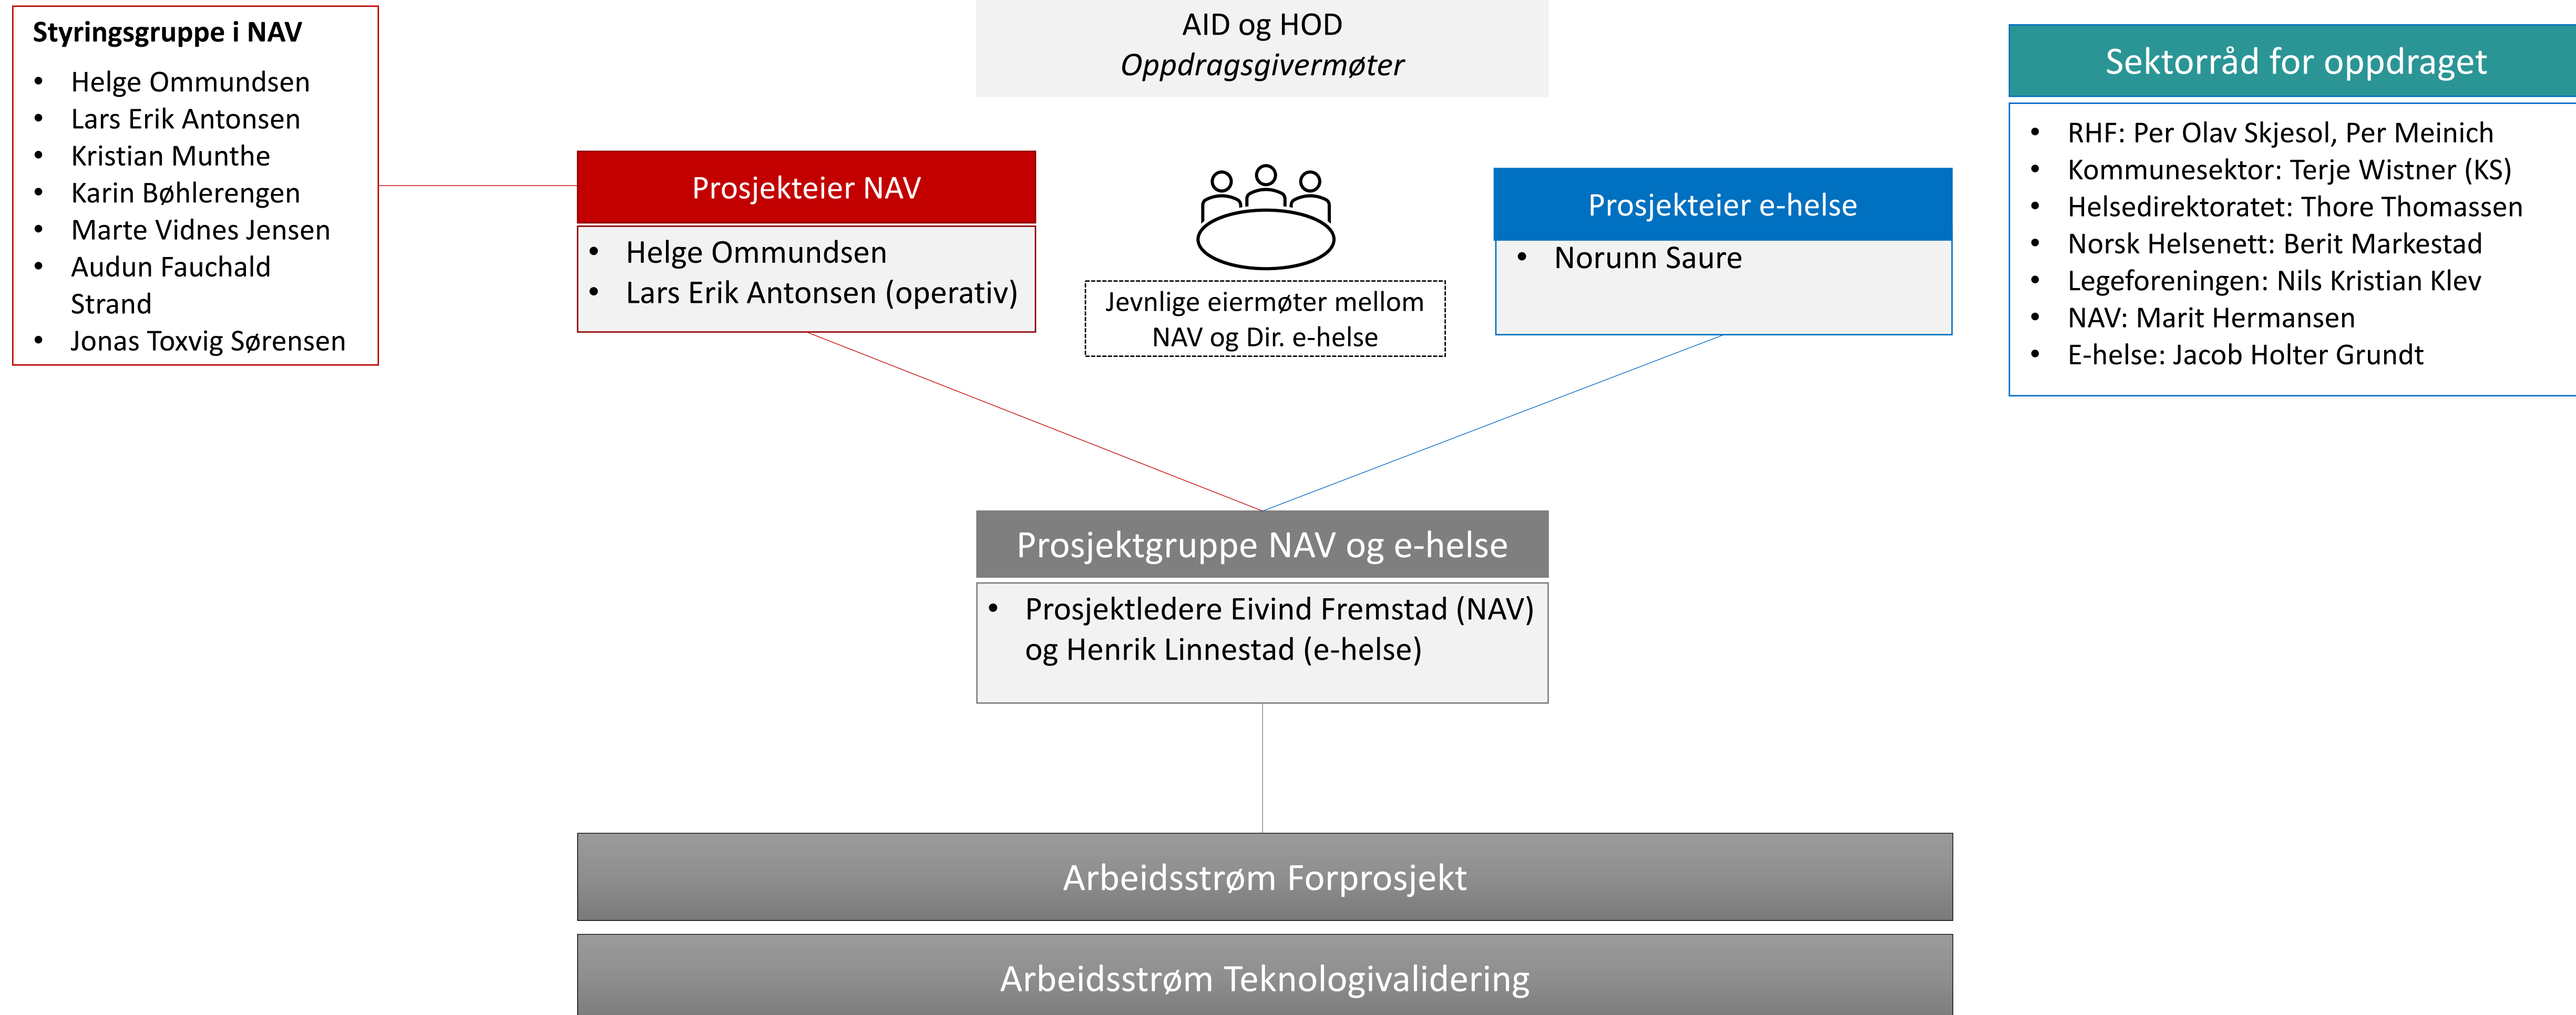 Styringsgruppe i NAV
• Helge Ommundsen
• Lars Erik Antonsen
• Kristian Munthe
• Karin Bøhlerengen
• Marte Vidnes Jensen
• Audun Fauchald
Strand
• Jonas Toxvig Sørensen
AID og HOD
Oppdragsgivermøter
Prosjekteier NAV
• Helge Ommundsen
• Lars Erik Antonsen (operativ)
Jevnlige eiermøter mellom
NAV og Dir. e-helse
Prosjekteier e-helse
• Norunn Saure
Sektorråd for oppdraget
• RHF: Per Olav Skjesol, Per Meinich
• Kommunesektor: Terje Wistner (KS)
• Helsedirektoratet: Thore Thomassen
• Norsk Helsenett: Berit Markestad
• Legeforeningen: Nils Kristian Klev
• NAV: Marit Hermansen
• E-helse: Jacob Holter Grundt
Prosjektgruppe NAV og e-helse
• Prosjektledere Eivind Fremstad (NAV)
og Henrik Linnestad (e-helse)
Arbeidsstrøm Forprosjekt
Arbeidsstrøm Teknologivalidering